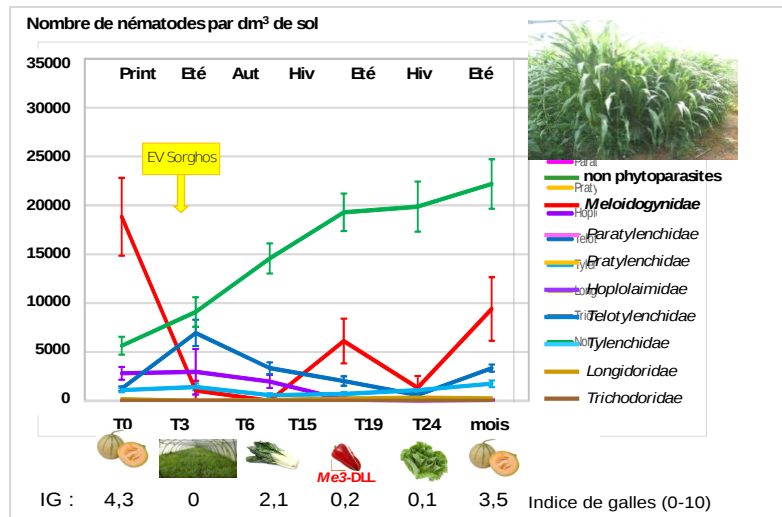 Nombre de nématodes par dm³ de sol
35000
30000
25000
20000
15000
10000
5000
0
Print Eté Aut Hiv Eté Hiv Eté
EV Sorghos
non phytoparasites
Meloidogynidae
Paratylenchidae
Pratylenchidae
Hoplolaimidae
Telotylenchidae
Tylenchidae
Longidoridae
Trichodoridae
T0 T3 T6 T15 T19 T24 mois
Me3-DLL
IG : 4,3 0 2,1 0,2 0,1 3,5 Indice de galles (0-10)